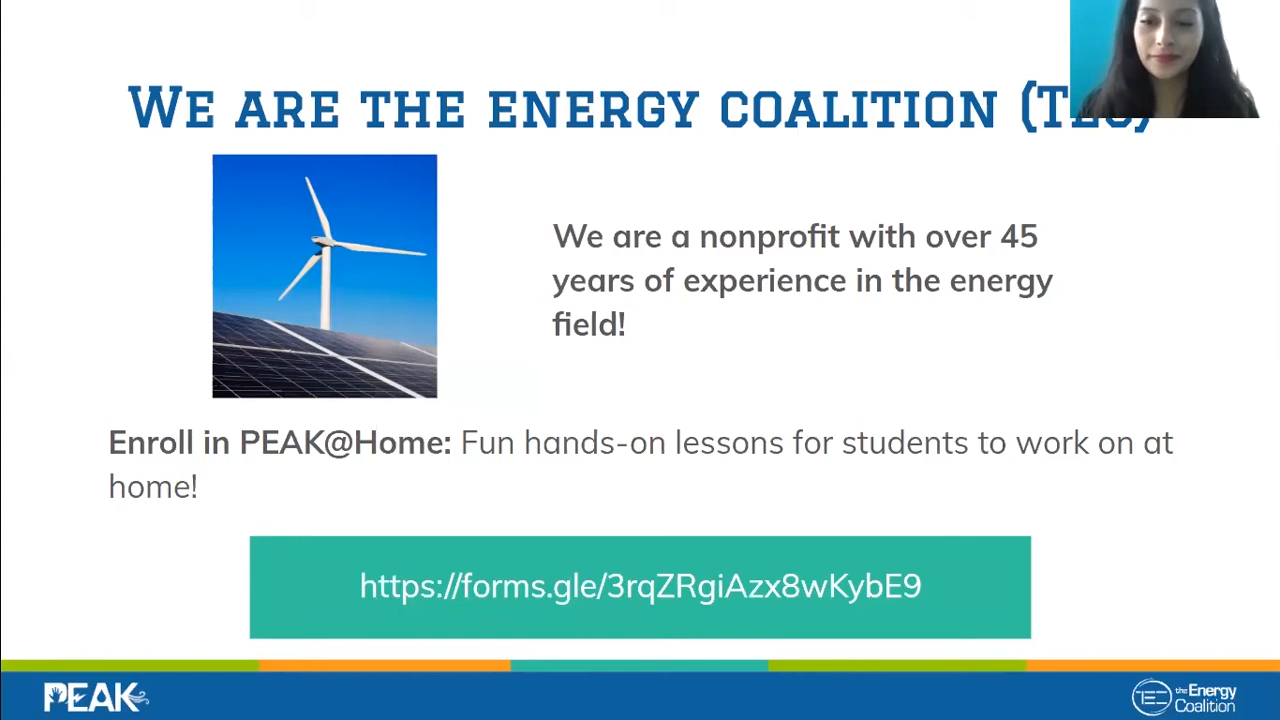 WE ARE THE ENERGY COALITION (TEC)
We are a nonprofit with over 45
years of experience in the energy
field!
Enroll in PEAK@Home: Fun hands-on lessons for students to work on at
home!
https://forms.gle/3rqZRgiAzx8wKybE9
PEAK
TEC
the Energy
Coalition